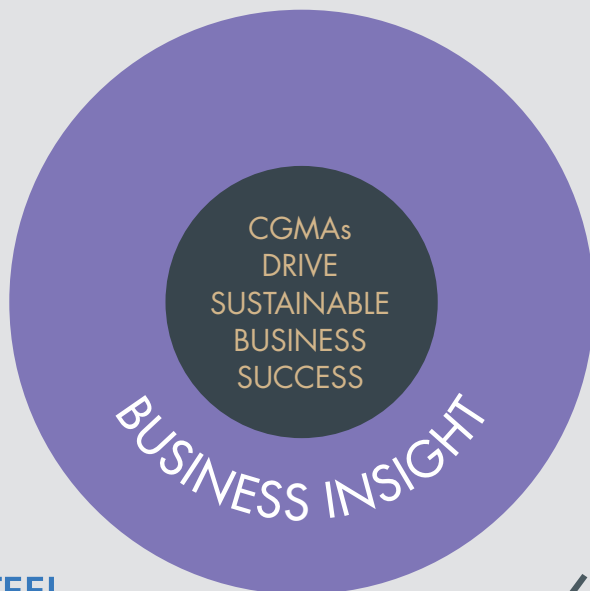 CGMAs
DRIVE
SUSTAINABLE
BUSINESS
SUCCESS
BUSINESS INSIGHT